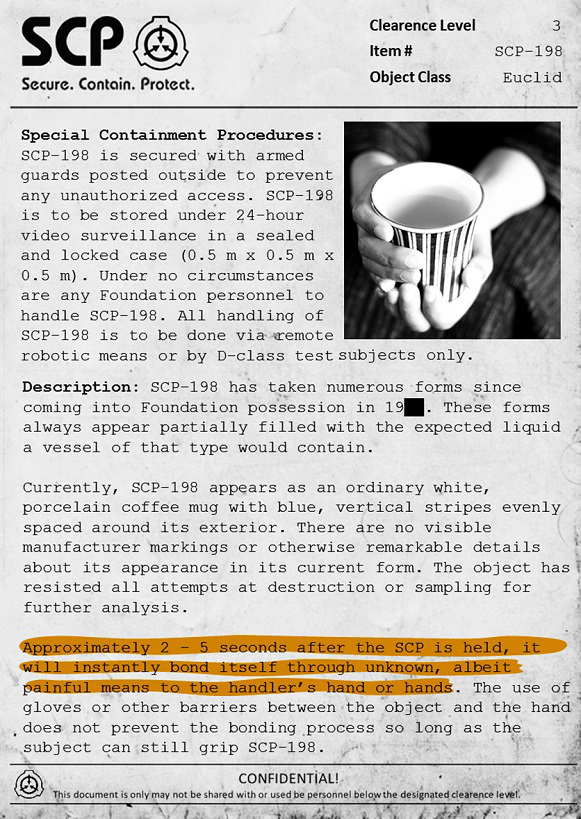 SCP
Secure. Contain. Protect.
Clearence Level 3
Item # SCP-198
Object Class Euclid
Special Containment Procedures:
SCP-198 is secured with armed
guards posted outside to prevent
any unauthorized access. SCP-198
is to be stored under 24-hour
video surveillance in a sealed
and locked case (0.5 m x 0.5 m x
0.5 m). Under no circumstances
are any Foundation personnel to
handle SCP-198. All handling of
SCP-198 is to be done via remote
robotic means or by D-class test subjects only.
Description: SCP-198 has taken numerous forms since
coming into Foundation possession in 19██. These forms
always appear partially filled with the expected liquid
a vessel of that type would contain.
Currently, SCP-198 appears as an ordinary white,
porcelain coffee mug with blue, vertical stripes evenly
spaced around its exterior. There are no visible
manufacturer markings or otherwise remarkable details
about its appearance in its current form. The object has
resisted all attempts at destruction or sampling for
further analysis.
Approximately 2 - 5 seconds after the SCP is held, it
will instantly bond itself through unknown, albeit
painful means to the handler's hand or hands. The use of
gloves or other barriers between the object and the hand
does not prevent the bonding process so long as the
subject can still grip SCP-198.
CONFIDENTIAL!
This document is only may not be shared with or used be personnel below the designated clearence level.